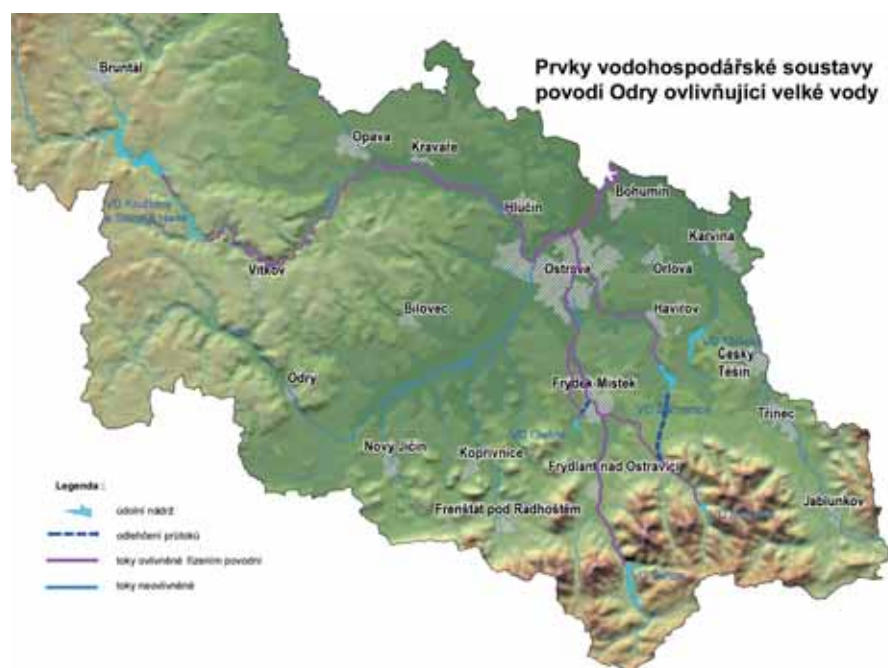 Prvky vodohospodářské soustavy
povodí Odry ovlivňující velké vody
Bruntál
Opava
Kravaře
Hlučín
Bohumín
Karviná
VD
Vítkov
Ostrava
Orlová
Havířov
Bílovec
Český
Těšín
Odry
Frýdek-Místek
Třinec
Nový Jičín
Kopřivnice
Frýdlant nad Ostravicí
Frenštát pod Radhoštěm
Jablunkov
Legenda :
údolní nádrž
odlehčení průtoků
toky ovlivněné řízením povodní
toky neovlivněné